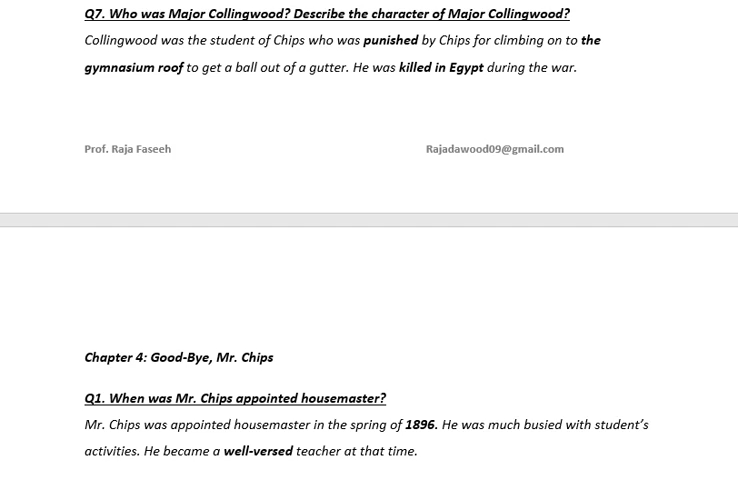 Q7. Who was Major Collingwood? Describe the character of Major Collingwood?
Collingwood was the student of Chips who was punished by Chips for climbing on to the
gymnasium roof to get a ball out of a gutter. He was killed in Egypt during the war.
Prof. Raja Faseeh Rajadawood09@gmail.com
Chapter 4: Good-Bye, Mr. Chips
Q1. When was Mr. Chips appointed housemaster?
Mr. Chips was appointed housemaster in the spring of 1896. He was much busied with student's
activities. He became a well-versed teacher at that time.